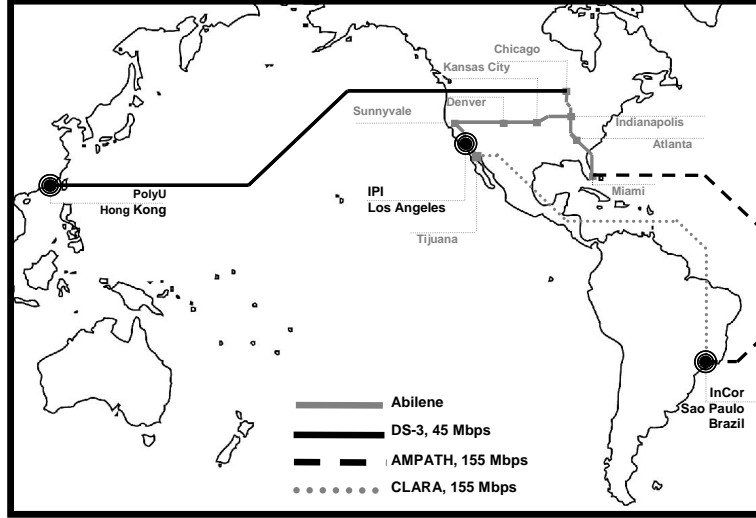 Chicago
Kansas City
Denver
Sunnyvale
Indianapolis
Atlanta
PolyU
Hong Kong
IPI
Los Angeles
Miami
Tijuana
InCor
Sao Paulo
Brazil
Abilene
DS-3, 45 Mbps
AMPATH, 155 Mbps
CLARA, 155 Mbps